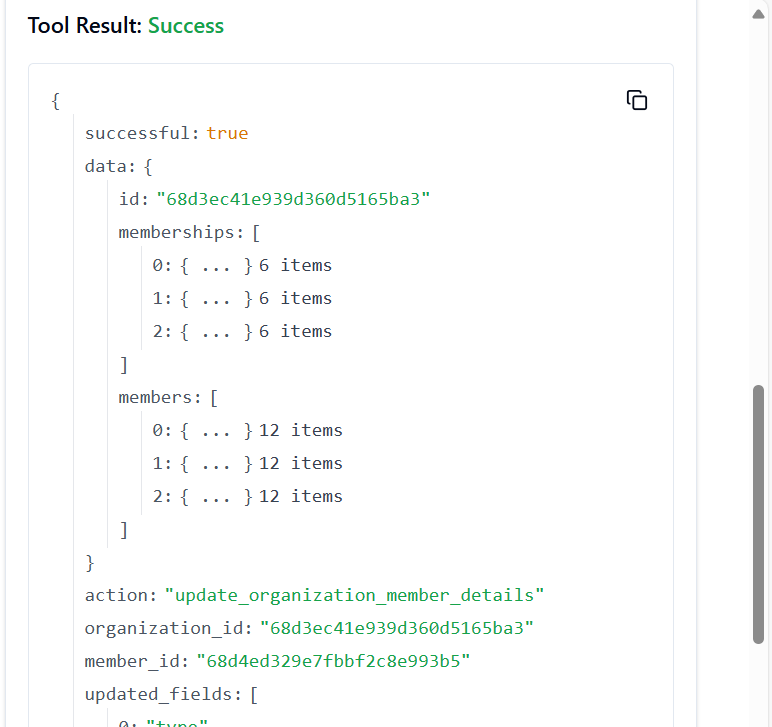 Tool Result: Success
{
successful: true
data: {
id: "68d3ec41e939d360d5165ba3"
memberships: [
0: { ... } 6 items
1: { ... } 6 items
2: { ... } 6 items
]
members: [
0: { ... } 12 items
1: { ... } 12 items
2: { ... } 12 items
]
}
action: "update_organization_member_details"
organization_id: "68d3ec41e939d360d5165ba3"
member_id: "68d4ed329e7fbbf2c8e993b5"
updated_fields: [
0: "type"